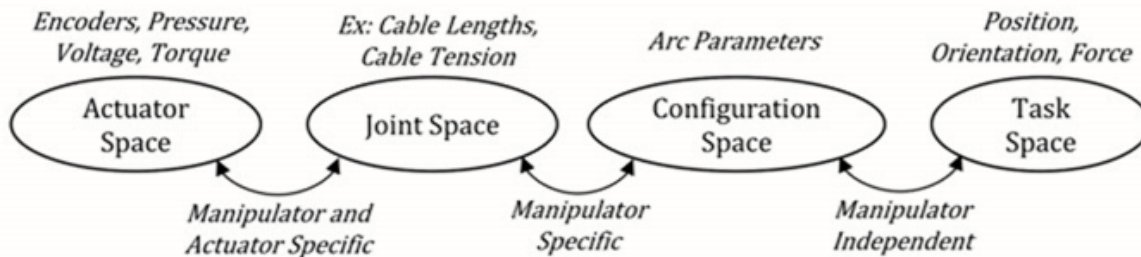 Encoders, Pressure,
Voltage, Torque
Ex: Cable Lengths,
Cable Tension
Arc Parameters
Position,
Orientation, Force
Actuator
Space
Joint Space
Configuration
Space
Task
Space
Manipulator and
Actuator Specific
Manipulator
Specific
Manipulator
Independent